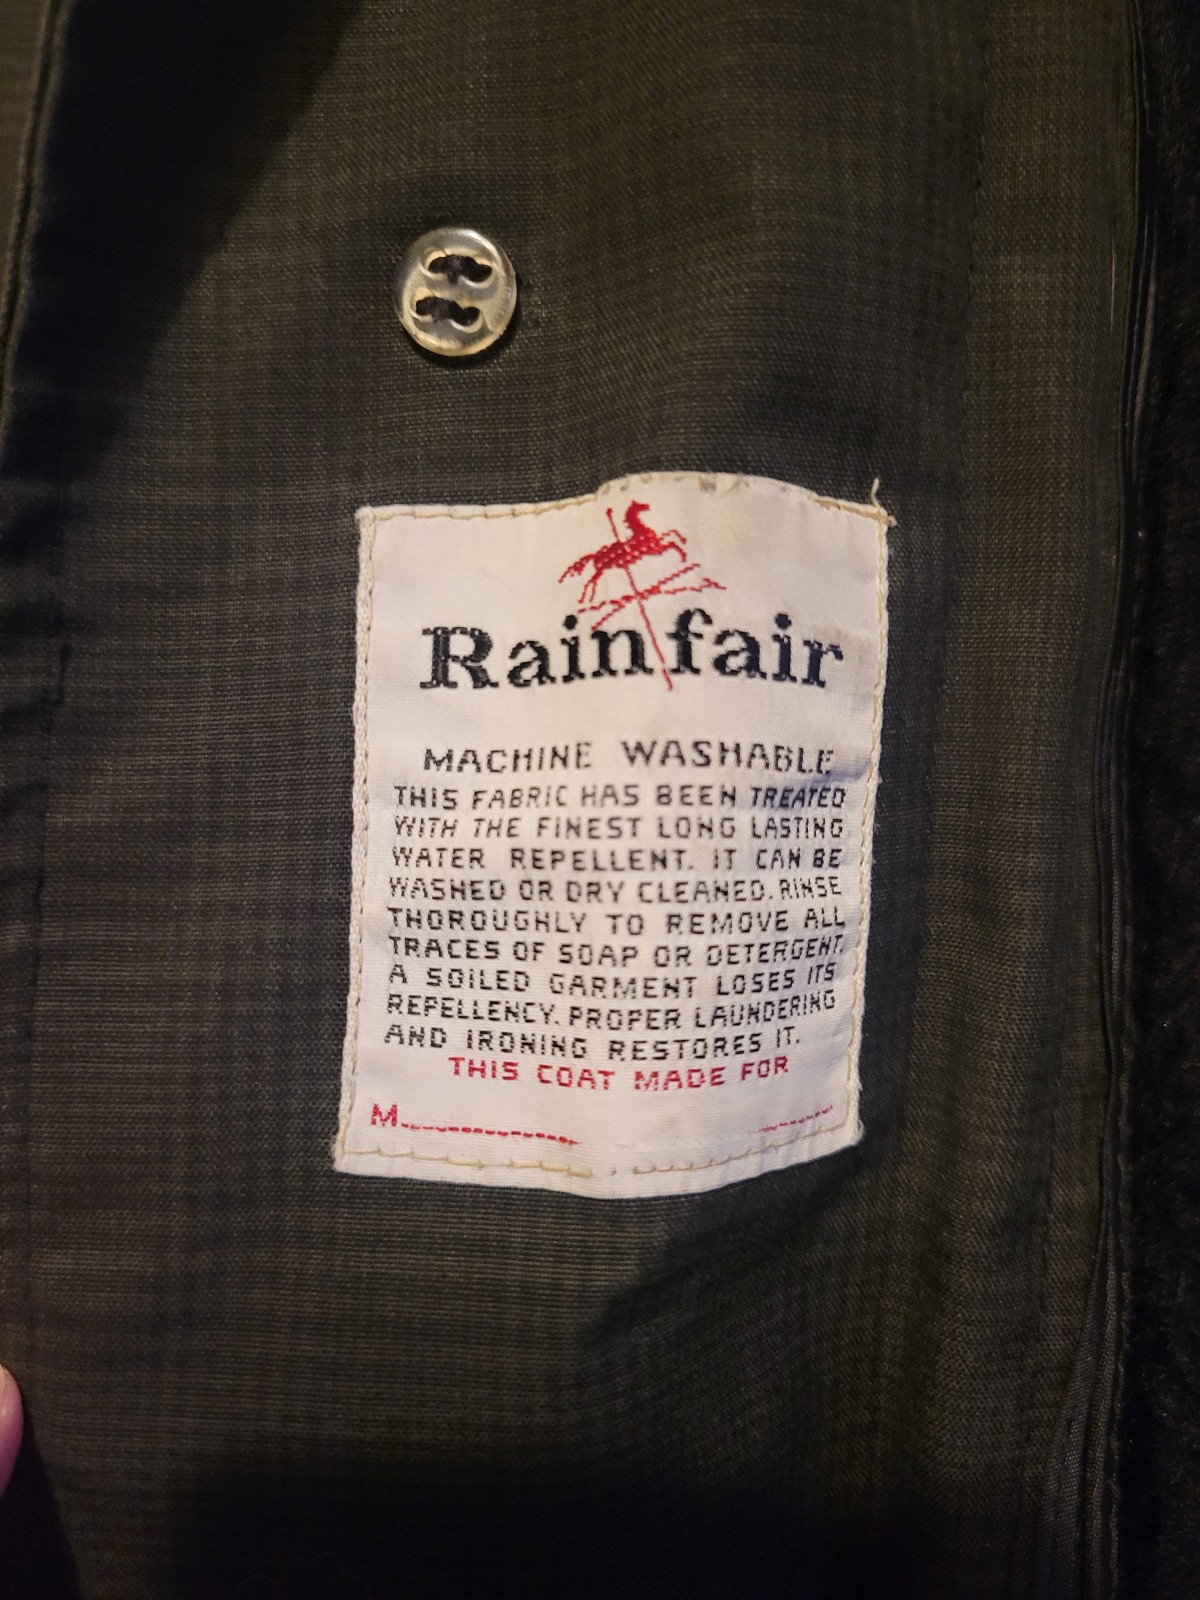 Rainfair
MACHINE WASHABLE
THIS FABRIC HAS BEEN TREATED
WITH THE FINEST LONG LASTING
WATER REPELLENT. IT CAN BE
WASHED OR DRY CLEANED. RINSE
THOROUGHLY TO REMOVE ALL
TRACES OF SOAP OR DETERGENT.
A SOILED GARMENT LOSES ITS
REPELLENCY. PROPER LAUNDERING
AND IRONING RESTORES IT.
THIS COAT MADE FOR
M